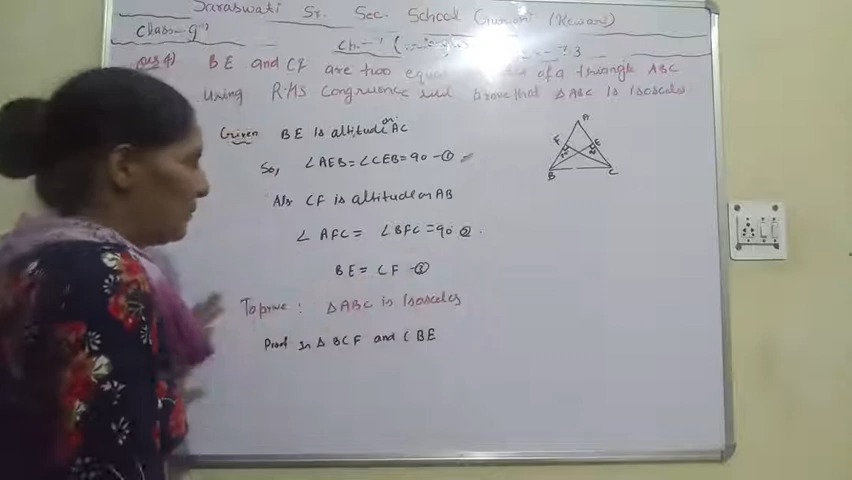 Saraswati Sr. Sec. School Gurjari (Rewari)
Class-9th
Ch.-7
Ques 4) BE and CF are two equal of a triangle ABC
Using R.H.S Congruence rule prove that △ABC is Isosceles
Given BE is altitude on AC
So, ∠AEB = ∠CEB = 90 -①
Also CF is altitude on AB
∠ AFC = ∠BFC = 90 ②.
BE = CF -③
To prove : △ABC is Isosceles
Proof In △ BCF and CBE
A
F
E
B
C